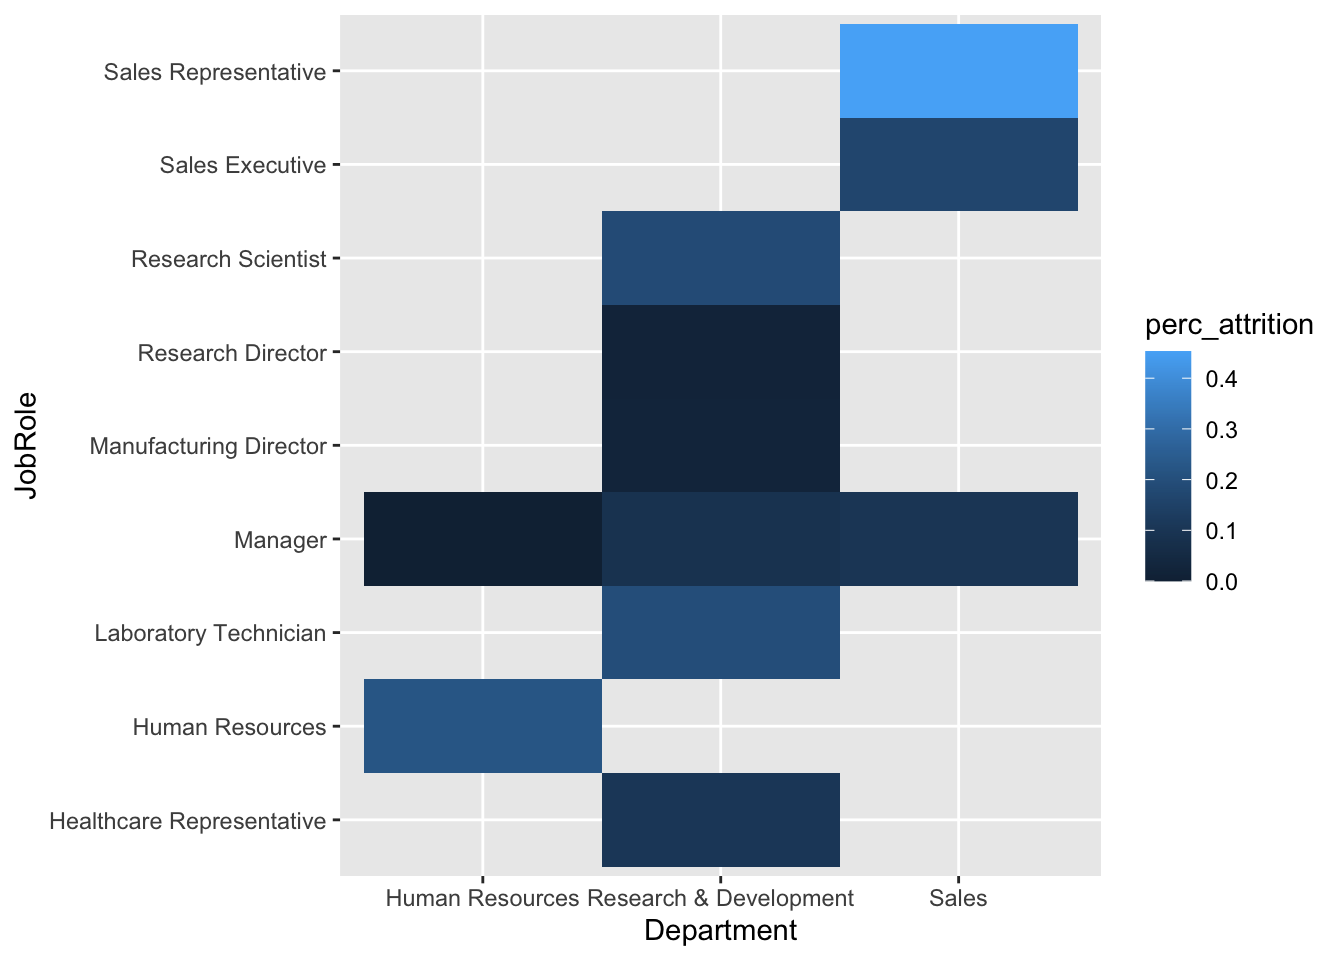 Sales Representative
Sales Executive
Research Scientist
Research Director
Manufacturing Director
Manager
Laboratory Technician
Human Resources
Healthcare Representative
JobRole
Human Resources Research & Development Sales
Department
perc_attrition
0.4
0.3
0.2
0.1
0.0